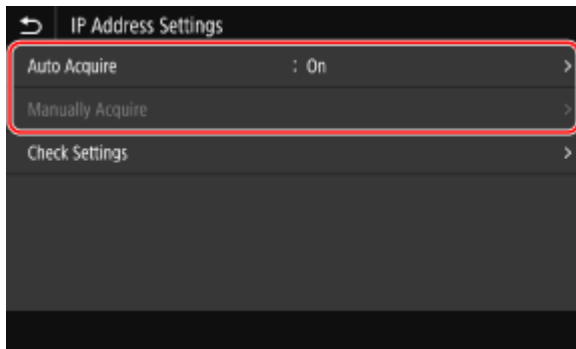 IP Address Settings
Auto Acquire : On
Manually Acquire
Check Settings